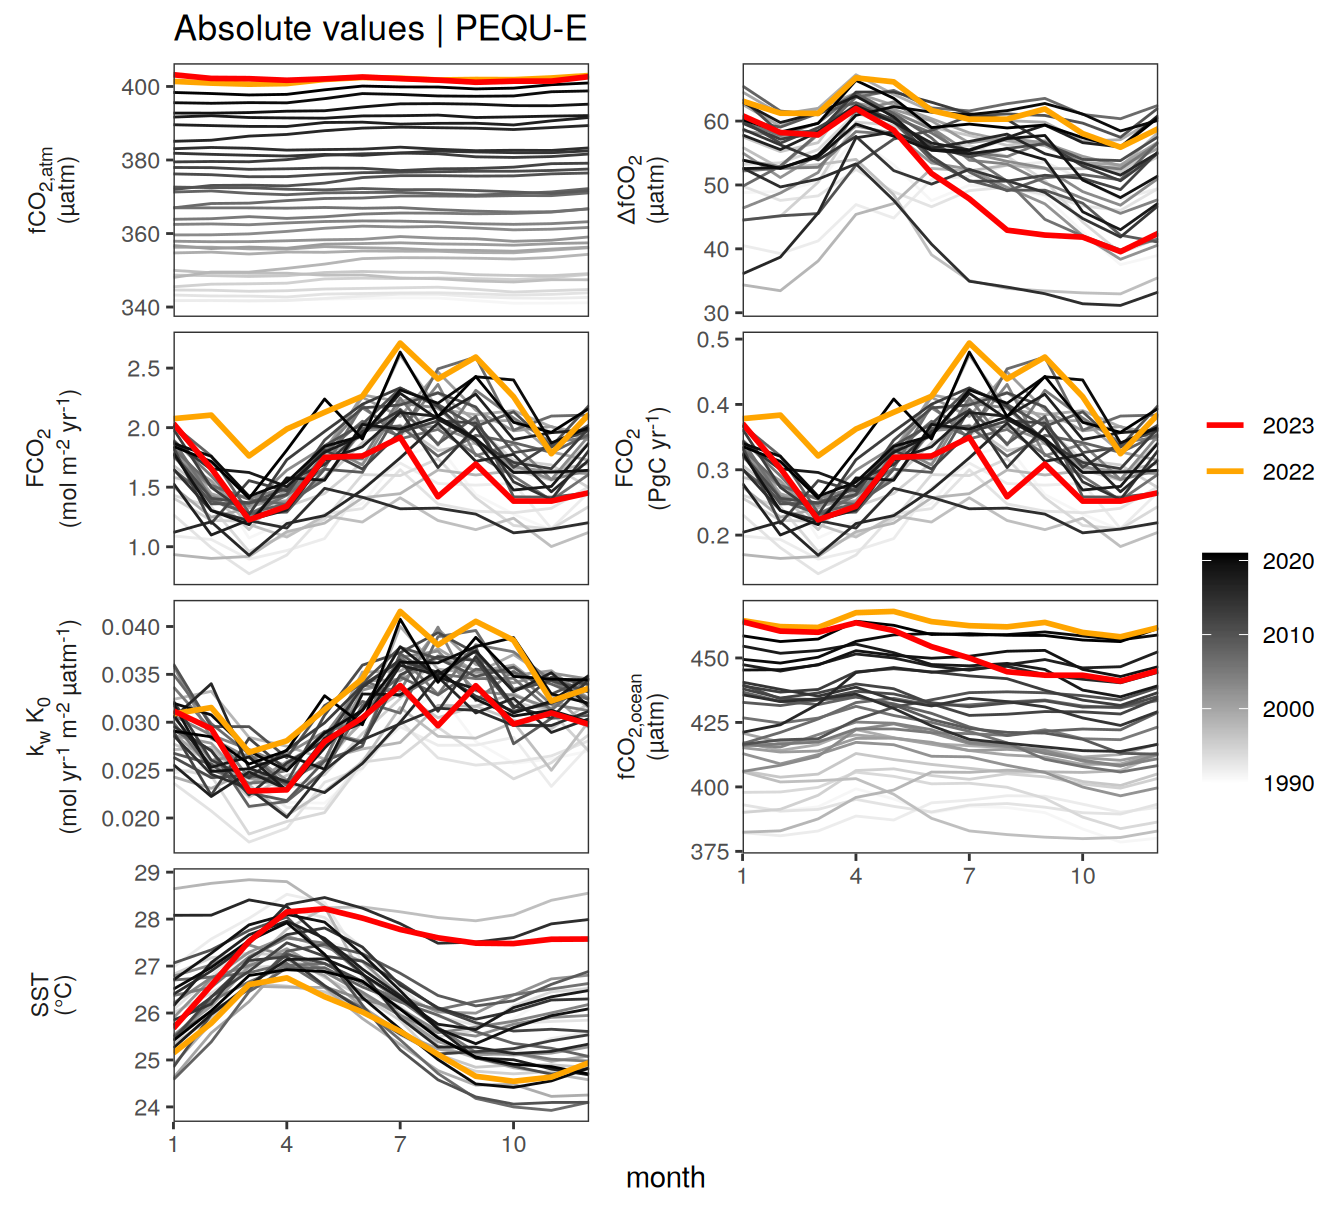 Absolute values | PEQU-E
fCO2,atm
(µatm)
400
380
360
340
ΔfCO2
(µatm)
60
50
40
30
FCO2
(mol m-2 yr-1)
2.5
2.0
1.5
1.0
FCO2
(PgC yr-1)
0.5
0.4
0.3
0.2
kw K0
(mol yr-1 m-2 µatm-1)
0.040
0.035
0.030
0.025
0.020
fCO2,ocean
(µatm)
450
425
400
375
1 4 7 10
SST
(°C)
29
28
27
26
25
24
1 4 7 10
month
2023
2022
2020
2010
2000
1990